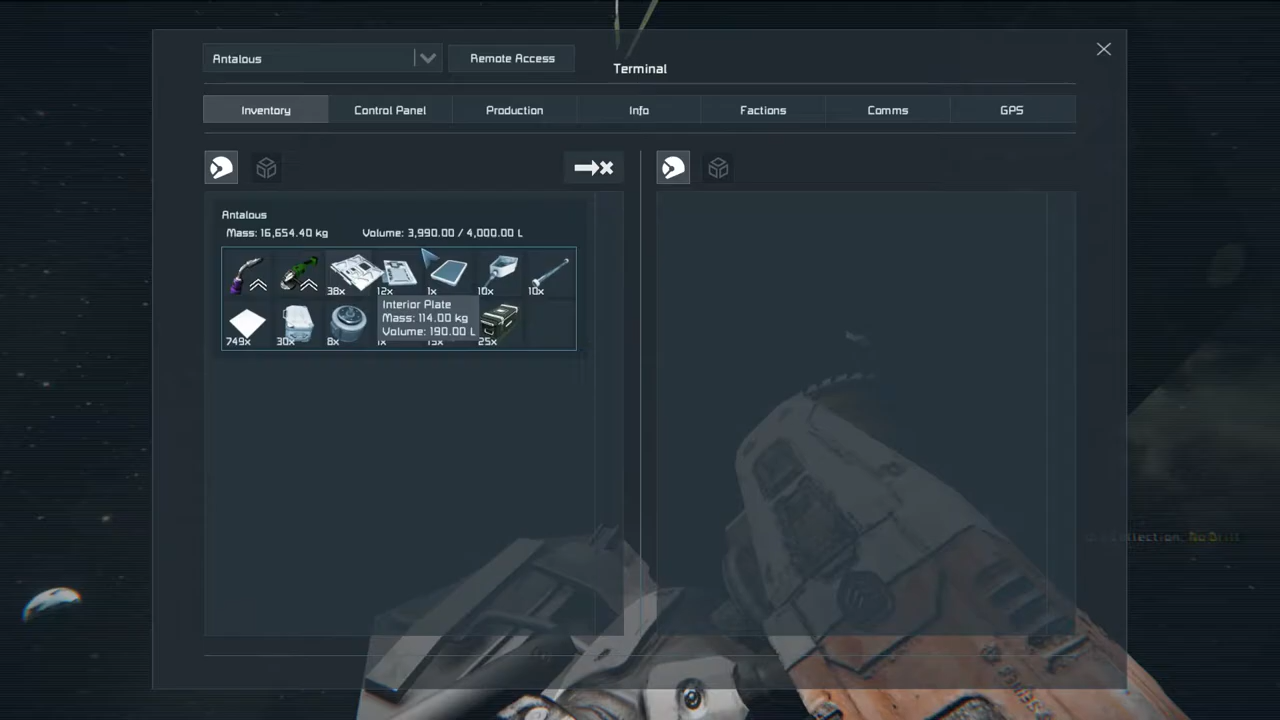 Antalous
Remote Access
Terminal
Inventory
Control Panel
Production
Info
Factions
Comms
GPS
Antalous
Mass: 16,654.40 kg
Volume: 3,990.00 / 4,000.00 L
38x
12x
1x
10x
10x
Interior Plate
Mass: 114.00 kg
Volume: 190.00 L
749x
30x
8x
1x
15x
25x
No Drill